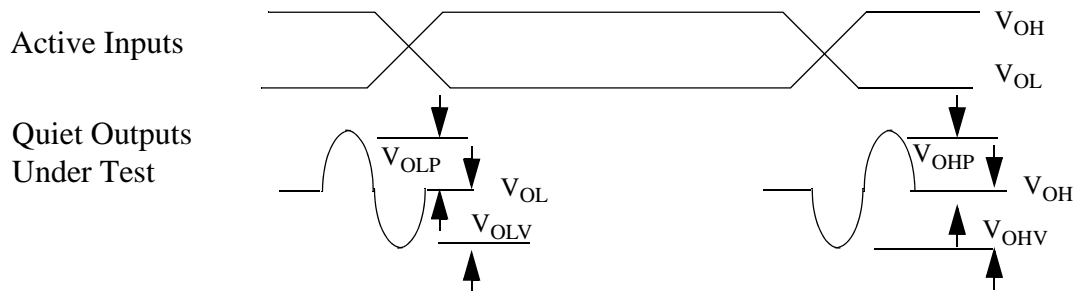 Active Inputs
V_OH
V_OL
Quiet Outputs
Under Test
V_OLP
V_OL
V_OLV
V_OHP
V_OH
V_OHV